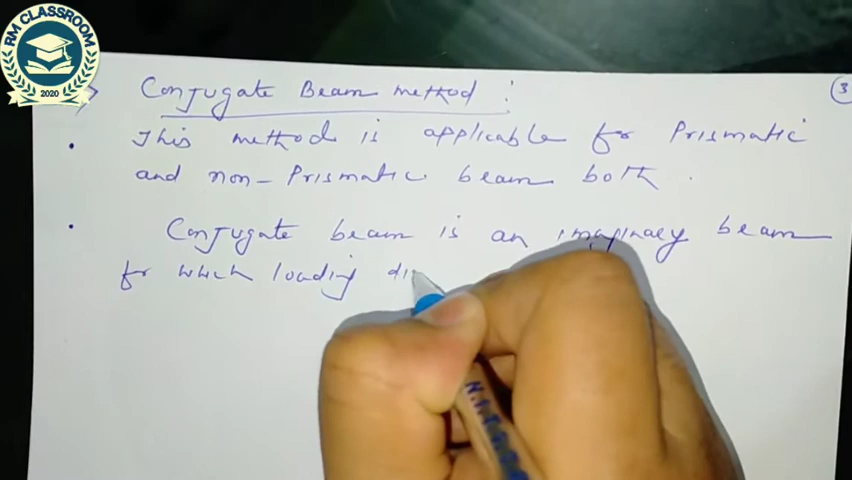 RM CLASSROOM
2020
3
Conjugate Beam method :
This method is applicable for Prismatic
and non-Prismatic beam both .
Conjugate beam is an imaginary beam
for which loading di